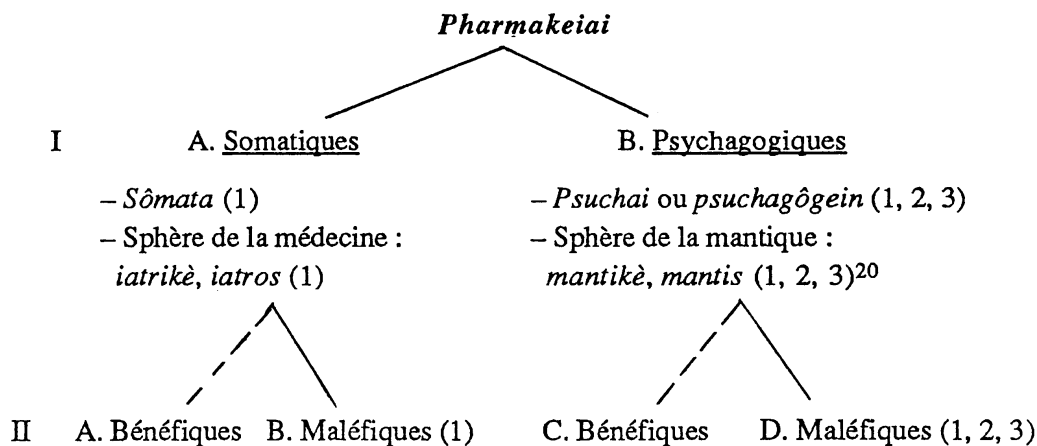 Pharmakeiai
I A. Somatiques B. Psychagogiques
– Sômata (1) – Psuchai ou psuchagôgein (1, 2, 3)
– Sphère de la médecine : – Sphère de la mantique :
iatrikè, iatros (1) mantikè, mantis (1, 2, 3)20
II A. Bénéfiques B. Maléfiques (1) C. Bénéfiques D. Maléfiques (1, 2, 3)